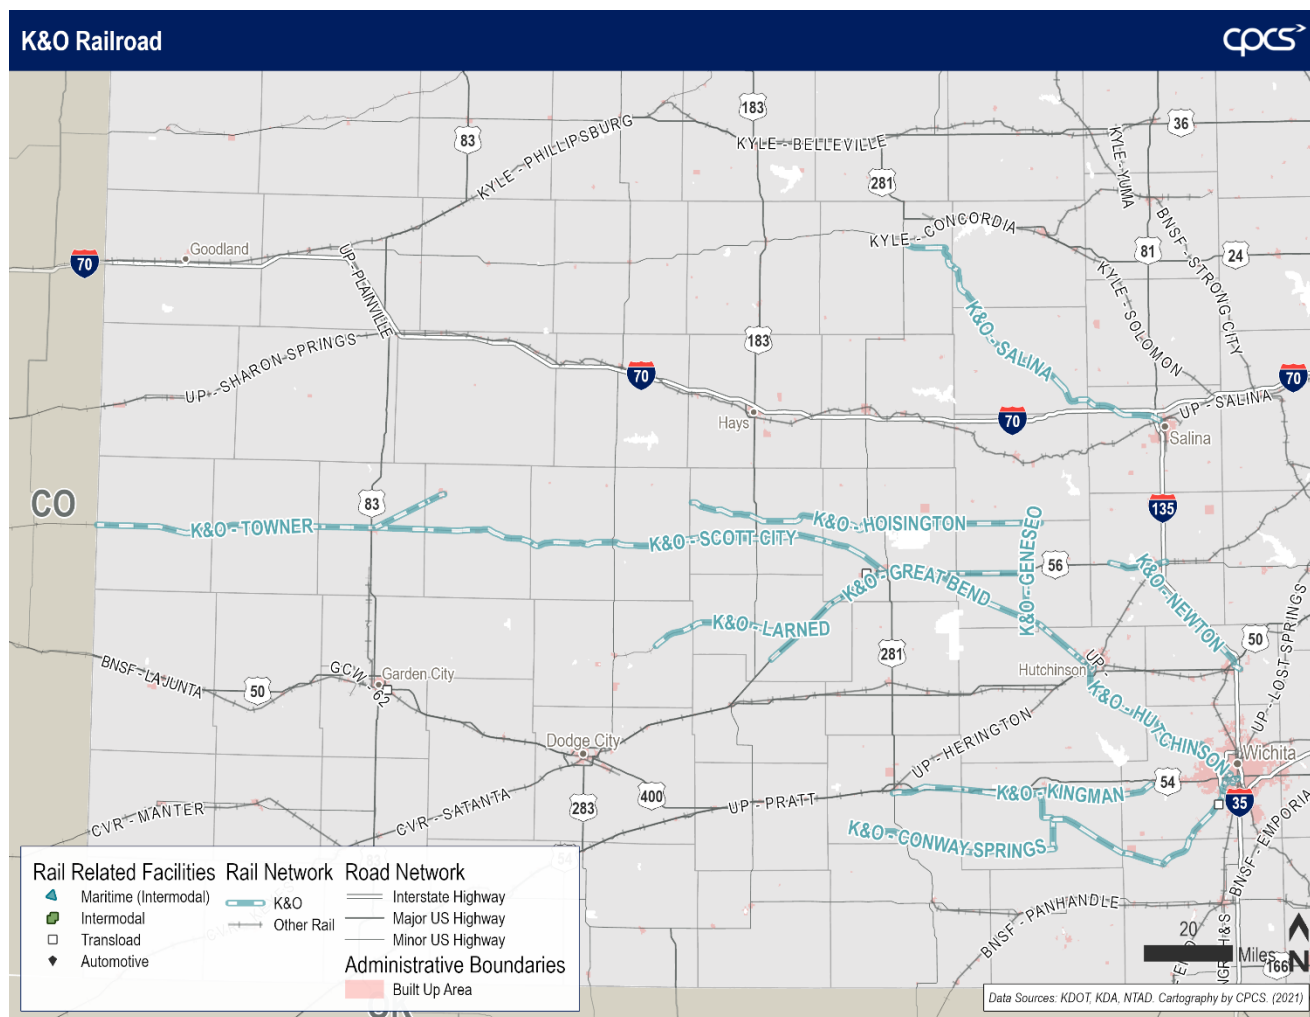 K&O Railroad
cpcs
183
83
36
KYLE - PHILLIPSBURG
KYLE - BELLEVILLE
KYLE - YUMA
281
KYLE - CONCORDIA
BNSF - STRONG CITY
81
24
Goodland
70
UP - PLAINVILLE
KYLE - SOLOMON
K&O - SALINA
183
UP - SHARON SPRINGS
70
70
UP - SALINA
Hays
70
Salina
CO
83
135
K&O - TOWNER
K&O - HOISINGTON
K&O - SCOTT CITY
K&O - GENESEO
56
K&O - GREAT BEND
K&O - NEWTON
K&O - LARNED
50
281
UP - LOST SPRINGS
BNSF - LAJUNTA
50
GCW - 62
Garden City
Hutchinson
UP -
K&O - HUTCHINSON
Dodge City
UP - HERINGTON
Wichita
54
K&O - KINGMAN
400
283
UP - PRATT
35
CVR - MANTER
CVR - SATANTA
K&O - CONWAY SPRINGS
BNSF - EMPORIA
83
54
BNSF - PANHANDLE
Rail Related Facilities
Maritime (Intermodal)
Intermodal
Transload
Automotive
Rail Network
K&O
Other Rail
Road Network
Interstate Highway
Major US Highway
Minor US Highway
Administrative Boundaries
Built Up Area
20
Miles
N
166
Data Sources: KDOT, KDA, NTAD. Cartography by CPCS. (2021)